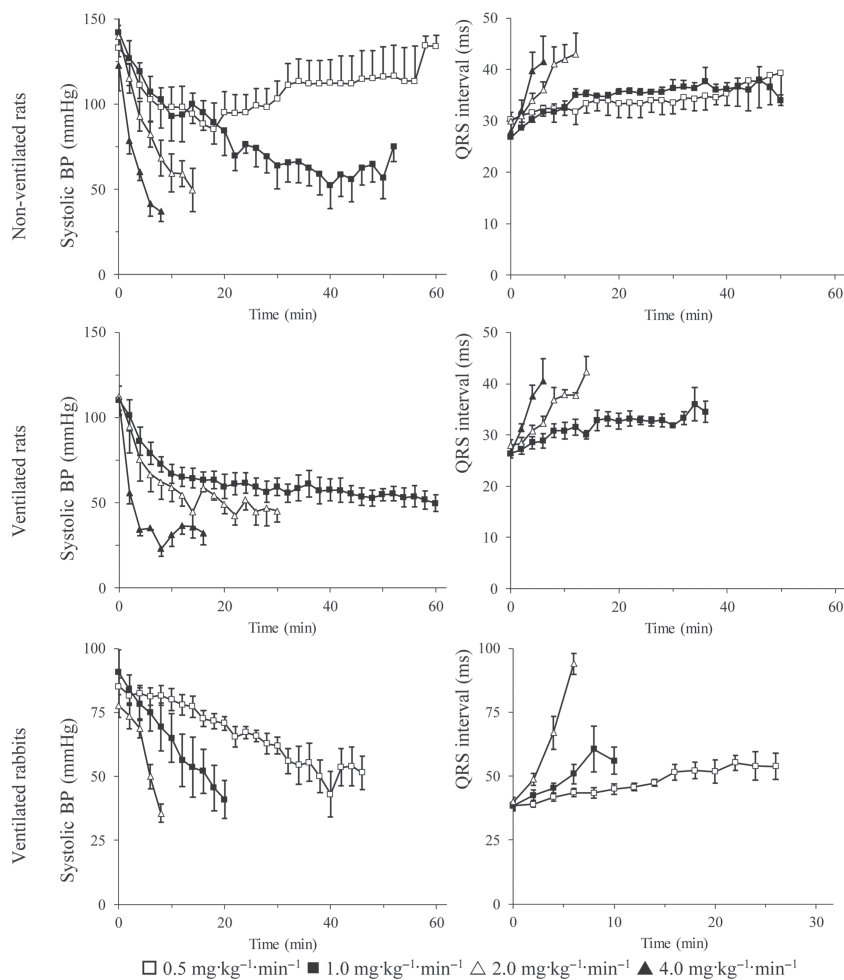 Non-ventilated rats
Systolic BP (mmHg)
150
100
50
0
0 20 40 60
Time (min)
QRS interval (ms)
50
40
30
20
10
0
0 20 40 60
Time (min)
Ventilated rats
Systolic BP (mmHg)
150
100
50
0
0 20 40 60
Time (min)
QRS interval (ms)
50
40
30
20
10
0
0 20 40 60
Time (min)
Ventilated rabbits
Systolic BP (mmHg)
100
75
50
25
0
0 20 40 60
Time (min)
QRS interval (ms)
100
75
50
25
0
0 10 20 30
Time (min)
0.5 mg·kg⁻¹·min⁻¹ 1.0 mg·kg⁻¹·min⁻¹ 2.0 mg·kg⁻¹·min⁻¹ 4.0 mg·kg⁻¹·min⁻¹